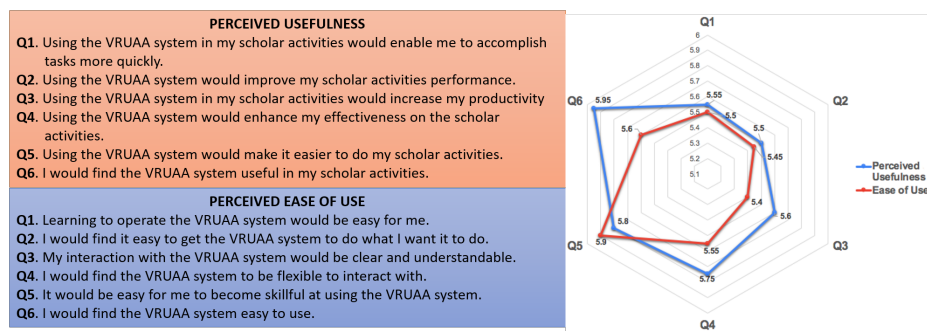 PERCEIVED USEFULNESS
Q1. Using the VRUAA system in my scholar activities would enable me to accomplish
tasks more quickly.
Q2. Using the VRUAA system would improve my scholar activities performance.
Q3. Using the VRUAA system in my scholar activities would increase my productivity
Q4. Using the VRUAA system would enhance my effectiveness on the scholar
activities.
Q5. Using the VRUAA system would make it easier to do my scholar activities.
Q6. I would find the VRUAA system useful in my scholar activities.
PERCEIVED EASE OF USE
Q1. Learning to operate the VRUAA system would be easy for me.
Q2. I would find it easy to get the VRUAA system to do what I want it to do.
Q3. My interaction with the VRUAA system would be clear and understandable.
Q4. I would find the VRUAA system to be flexible to interact with.
Q5. It would be easy for me to become skillful at using the VRUAA system.
Q6. I would find the VRUAA system easy to use.
Q1
6
5.9
5.8
5.7
5.6
5.5
5.4
5.3
5.2
5.1
Q2
Q3
Q4
Q5
Q6
5.55
5.5
5.6
5.75
5.8
5.95
5.5
5.45
5.4
5.55
5.9
5.6
Perceived
Usefulness
Ease of Use